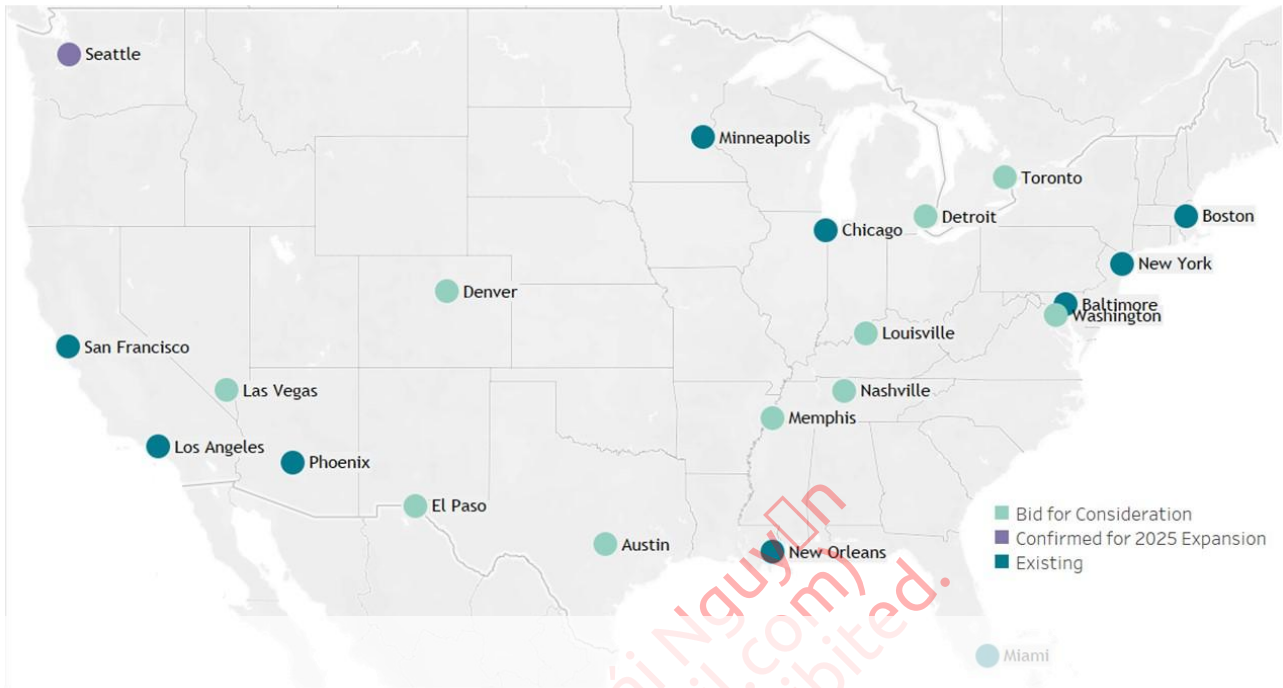 Seattle
Minneapolis
Toronto
Detroit
Boston
Chicago
New York
Denver
Baltimore
Washington
Louisville
San Francisco
Las Vegas
Nashville
Memphis
Los Angeles
Phoenix
El Paso
Austin
New Orleans
Bid for Consideration
Confirmed for 2025 Expansion
Existing
Miami